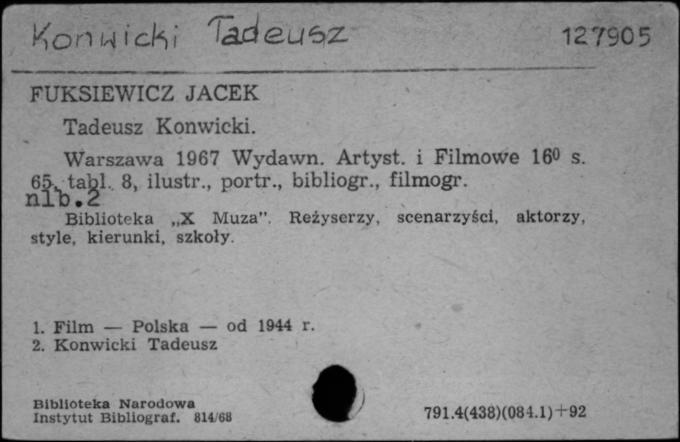 Konwicki Tadeusz 127905
FUKSIEWICZ JACEK
Tadeusz Konwicki.
Warszawa 1967 Wydawn. Artyst. i Filmowe 16⁰ s.
65, tabl. 8, ilustr., portr., bibliogr., filmogr.
nlb.2
Biblioteka „X Muza”. Reżyserzy, scenarzyści, aktorzy,
style, kierunki, szkoły.
1. Film — Polska — od 1944 r.
2. Konwicki Tadeusz
Biblioteka Narodowa
Instytut Bibliograf. 814/68 791.4(438)(084.1)+92